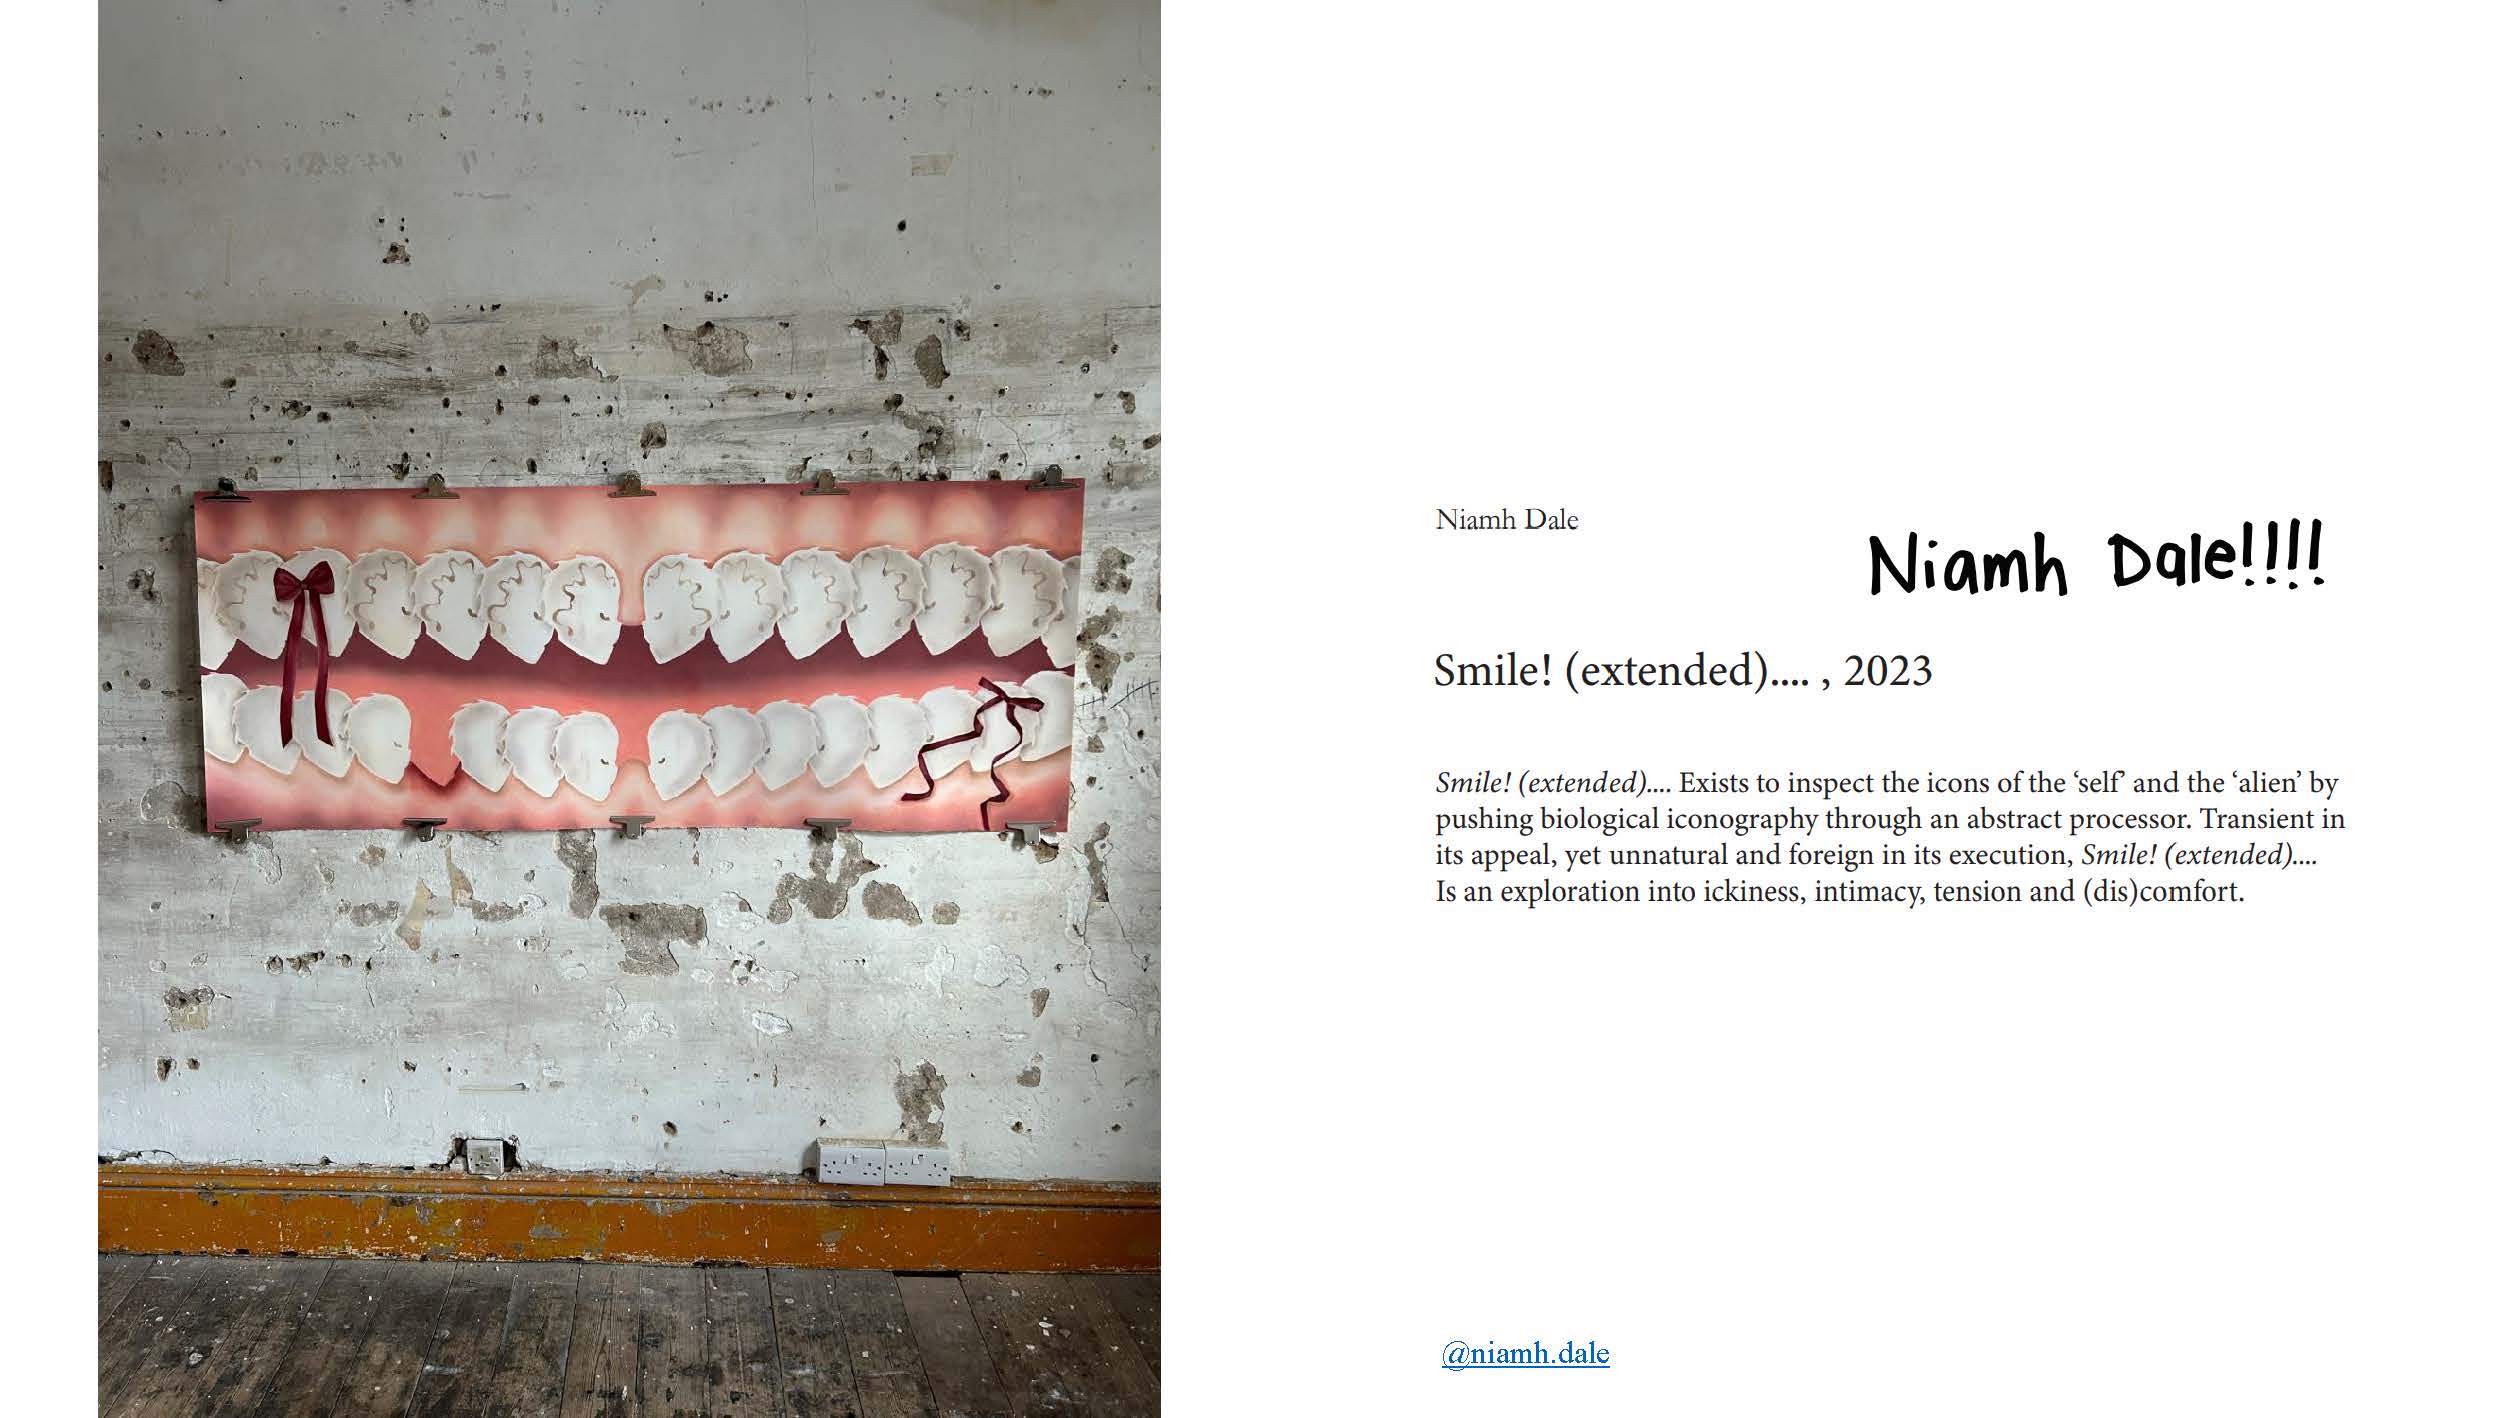 Niamh Dale
Niamh Dale!!!!
Smile! (extended).... , 2023
Smile! (extended).... Exists to inspect the icons of the ‘self’ and the ‘alien’ by
pushing biological iconography through an abstract processor. Transient in
its appeal, yet unnatural and foreign in its execution, Smile! (extended)....
Is an exploration into ickiness, intimacy, tension and (dis)comfort.
@niamh.dale